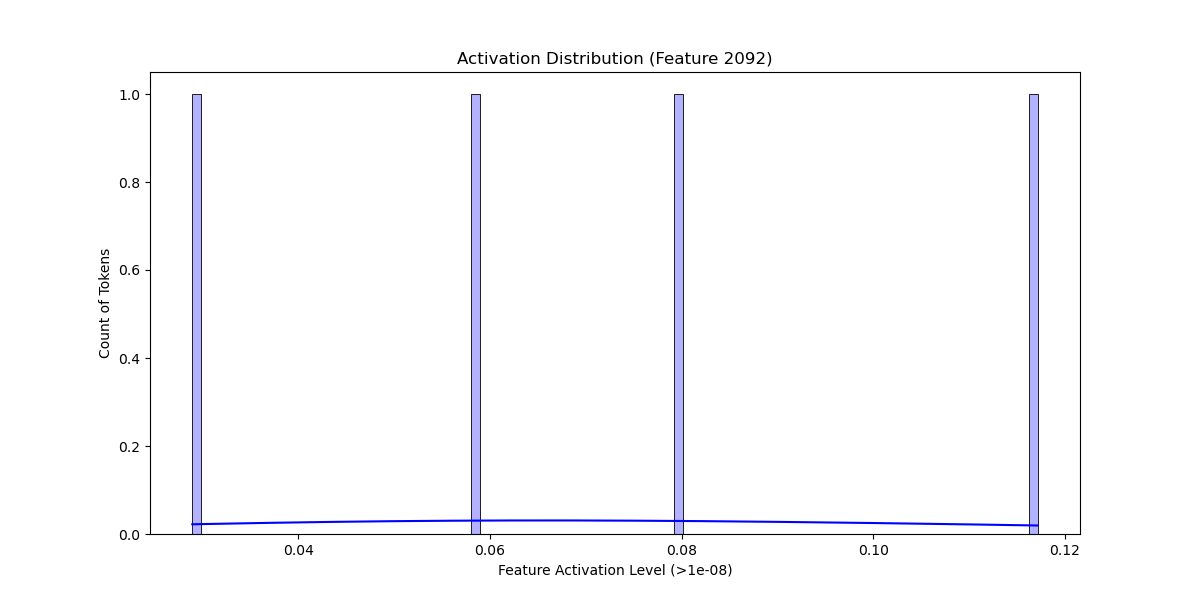 Activation Distribution (Feature 2092)
1.0
0.8
0.6
0.4
0.2
0.0
Count of Tokens
0.04 0.06 0.08 0.10 0.12
Feature Activation Level (>1e-08)